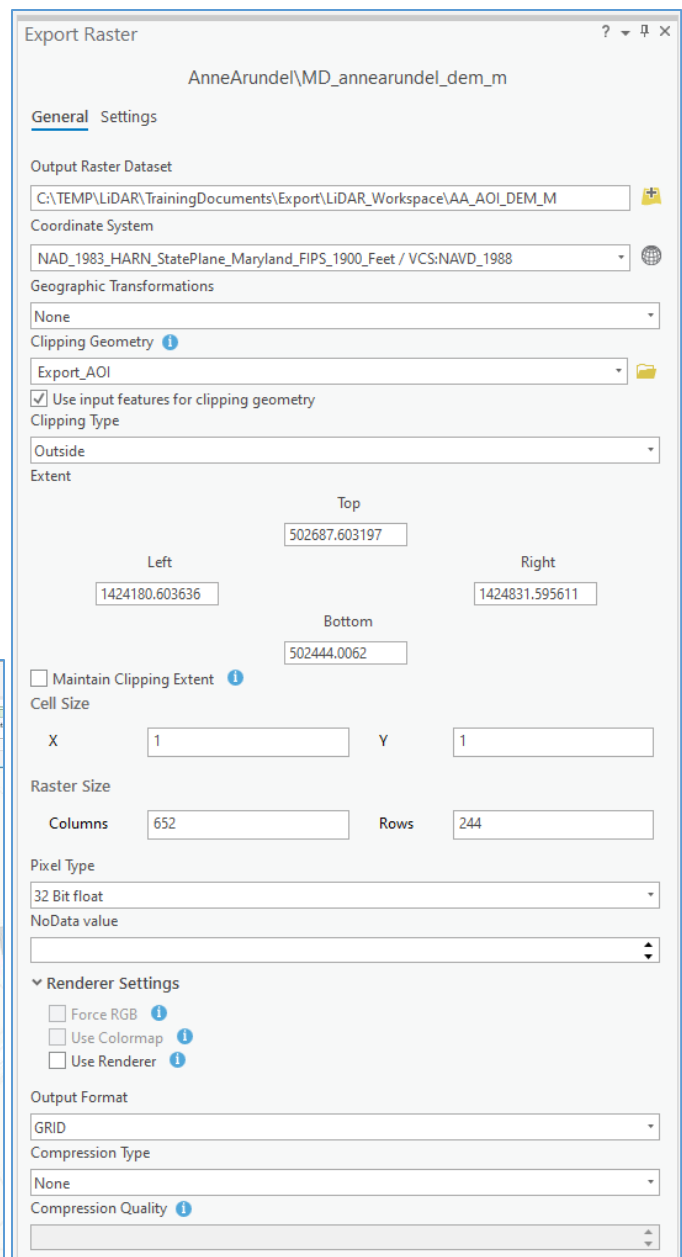 Export Raster
?
AnneArundel\MD_annearundel_dem_m
General Settings
Output Raster Dataset
C:\TEMP\LiDAR\TrainingDocuments\Export\LiDAR_Workspace\AA_AOI_DEM_M
Coordinate System
NAD_1983_HARN_StatePlane_Maryland_FIPS_1900_Feet / VCS:NAVD_1988
Geographic Transformations
None
Clipping Geometry
Export_AOI
Use input features for clipping geometry
Clipping Type
Outside
Extent
Top
502687.603197
Left Right
1424180.603636 1424831.595611
Bottom
502444.0062
Maintain Clipping Extent
Cell Size
X 1 Y 1
Raster Size
Columns 652 Rows 244
Pixel Type
32 Bit float
NoData value
Renderer Settings
Force RGB
Use Colormap
Use Renderer
Output Format
GRID
Compression Type
None
Compression Quality